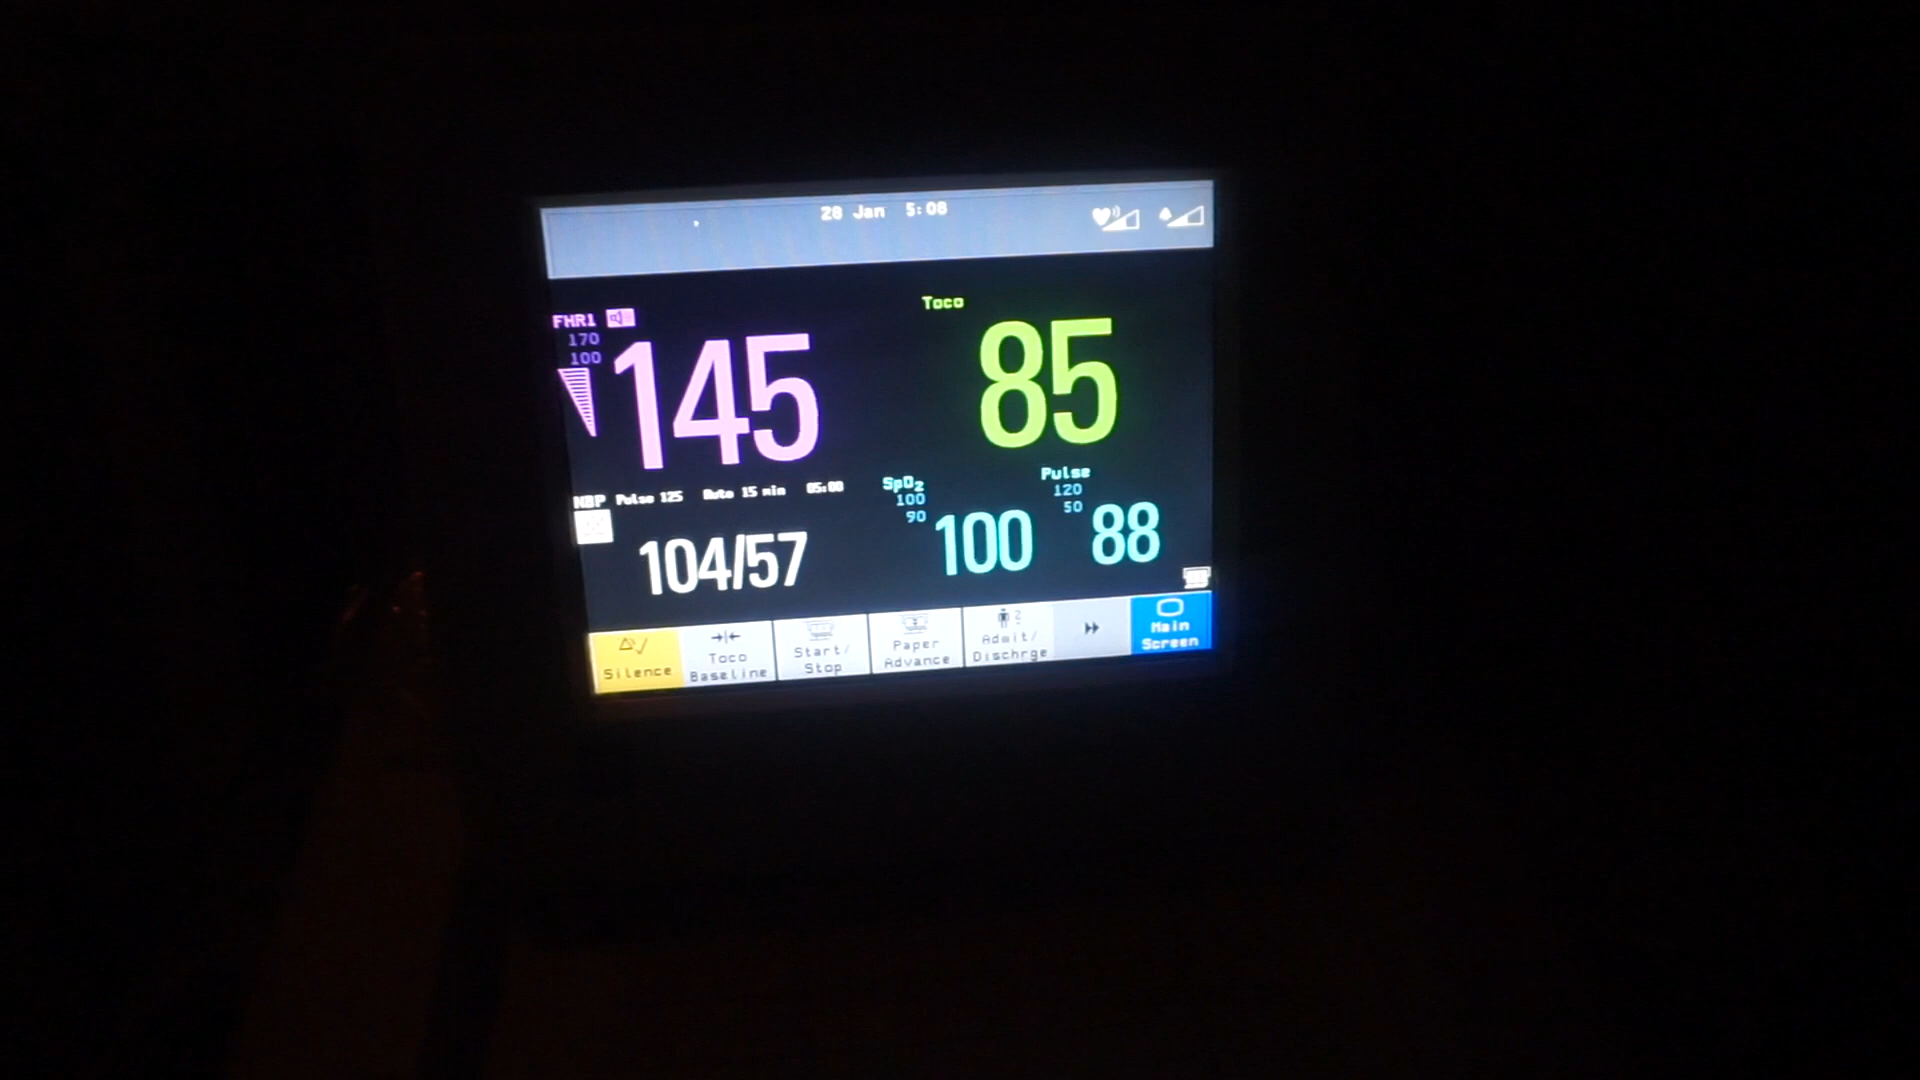 28 Jan 5:08
FHR1
170
100
145
Toco
85
NBP Pulse 125 Auto 15 min 05:00
104/57
SpO2
100
90
100
Pulse
120
50
88
Silence
Toco
Baseline
Start/
Stop
Paper
Advance
Admit/
Dischrge
Main
Screen